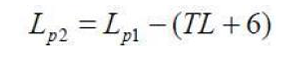 L_{p2} = L_{p1} − (TL + 6)